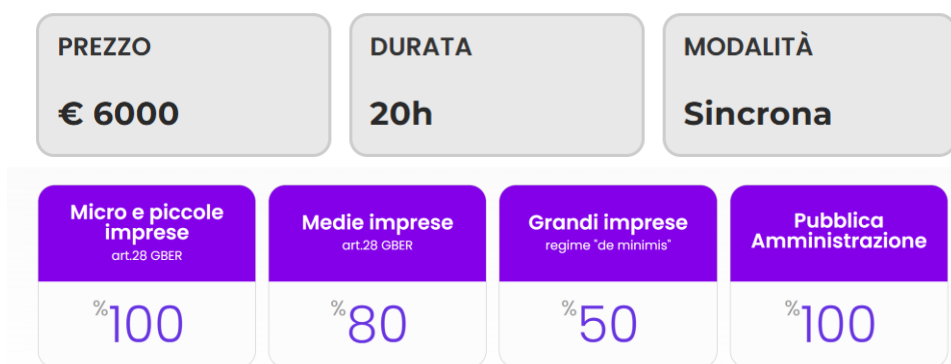 PREZZO
€ 6000
DURATA
20h
MODALITÀ
Sincrona
Micro e piccole
imprese
art.28 GBER
%100
Medie imprese
art.28 GBER
%80
Grandi imprese
regime "de minimis"
%50
Pubblica
Amministrazione
%100